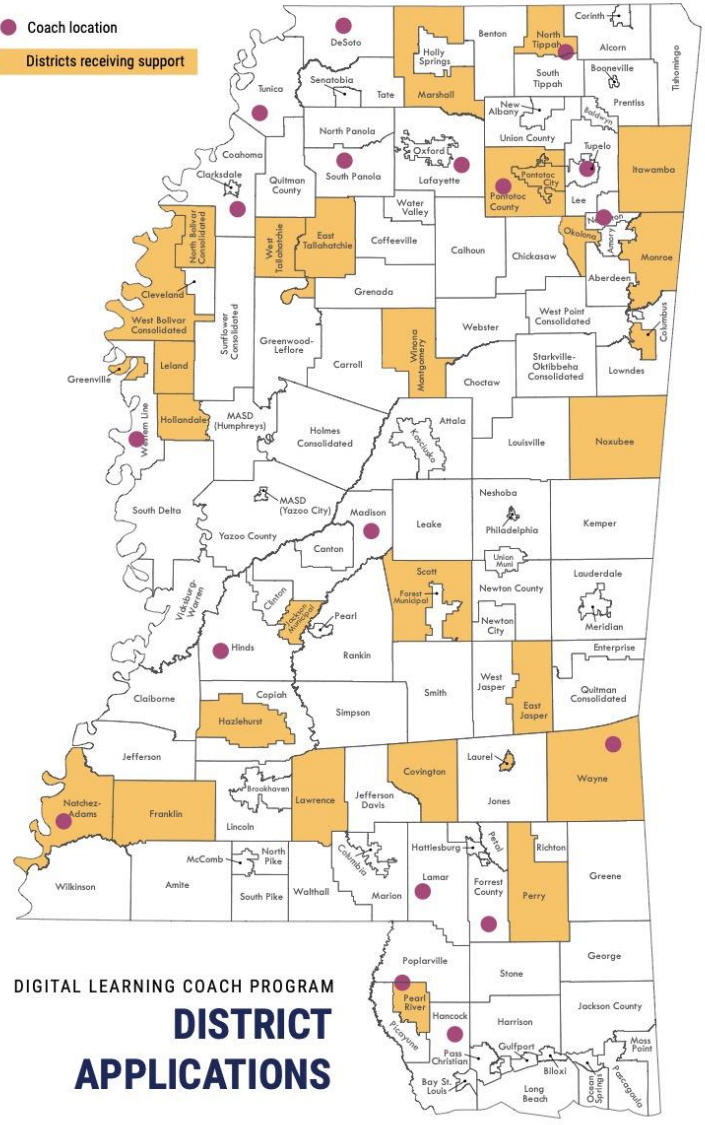 Coach location
Districts receiving support
Corinth
DeSoto
Benton
North
Tippah
Alcorn
Holly
Springs
Tishomingo
Senatobia
South
Tippah
Booneville
Tunica
Tate
Marshall
Prentiss
New
Albany
Baldwyn
North Panola
Union County
Coahoma
Oxford
Tupelo
Clarksdale
Quitman
County
South Panola
Lafayette
Pontotoc
City
Itawamba
Pontotoc
County
Lee
Water
Valley
North Bolivar
Consolidated
West
Tallahatchie
East
Tallahatchie
Coffeeville
Okolona
Amory
Calhoun
Chickasaw
Monroe
Cleveland
Grenada
Aberdeen
West Bolivar
Consolidated
Sunflower
Consolidated
West Point
Consolidated
Columbus
Webster
Greenwood-
Leflore
Winona
Montgomery
Leland
Carroll
Starkville-
Oktibbeha
Consolidated
Lowndes
Greenville
Choctaw
Hollandale
MASD
(Humphreys)
Western Line
Attala
Holmes
Consolidated
Kosciusko
Louisville
Noxubee
South Delta
MASD
(Yazoo City)
Madison
Neshoba
Leake
Philadelphia
Kemper
Yazoo County
Canton
Union
Muni
Scott
Lauderdale
Vicksburg-
Warren
Clinton
Forest
Municipal
Newton County
Jackson
Municipal
Pearl
Newton
City
Meridian
Hinds
Rankin
Enterprise
West
Jasper
Quitman
Consolidated
Claiborne
Copiah
Smith
East
Jasper
Hazlehurst
Simpson
Jefferson
Laurel
Covington
Wayne
Brookhaven
Natchez-
Adams
Franklin
Lawrence
Jefferson
Davis
Jones
Lincoln
Hattiesburg
Petal
Richton
McComb
North
Pike
Columbia
Lamar
Forrest
County
Greene
Wilkinson
Amite
South Pike
Walthall
Marion
Perry
Poplarville
George
Stone
DIGITAL LEARNING COACH PROGRAM
DISTRICT
APPLICATIONS
Pearl
River
Hancock
Jackson County
Harrison
Picayune
Gulfport
Moss
Point
Pass
Christian
Biloxi
Bay St.
Louis
Long
Beach
Ocean
Springs
Pascagoula